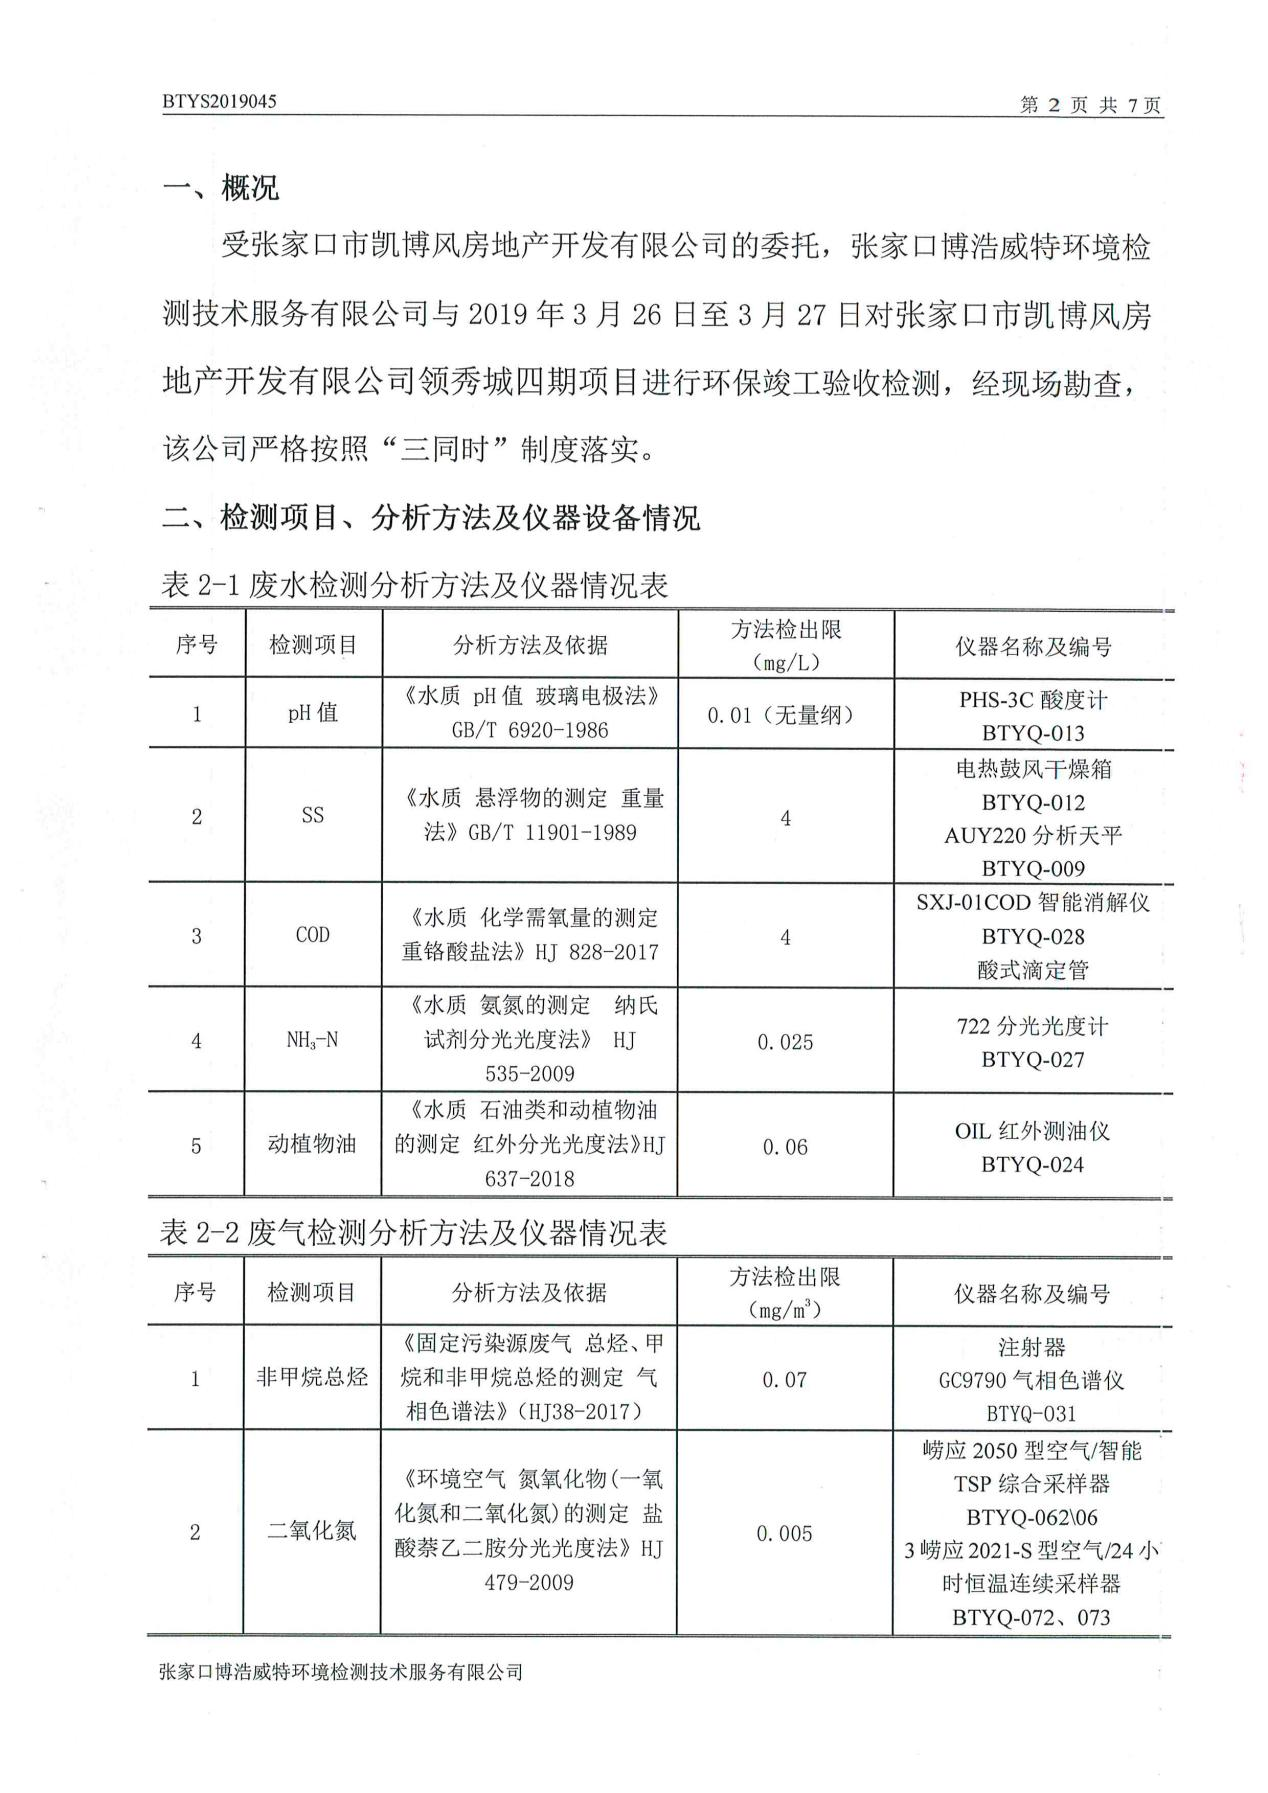 BTYS2019045
第 2 页 共 7页
一、概况
受张家口市凯博风房地产开发有限公司的委托，张家口博浩威特环境检
测技术服务有限公司与 2019 年 3 月 26 日至 3 月 27 日对张家口市凯博风房
地产开发有限公司领秀城四期项目进行环保竣工验收检测，经现场勘查，
该公司严格按照“三同时”制度落实。
二、检测项目、分析方法及仪器设备情况
表 2-1 废水检测分析方法及仪器情况表
序号
检测项目
分析方法及依据
方法检出限
（mg/L）
仪器名称及编号
1
pH 值
《水质 pH 值 玻璃电极法》
GB/T 6920-1986
0.01（无量纲）
PHS-3C 酸度计
BTYQ-013
2
SS
《水质 悬浮物的测定 重量
法》GB/T 11901-1989
4
电热鼓风干燥箱
BTYQ-012
AUY220 分析天平
BTYQ-009
3
COD
《水质 化学需氧量的测定
重铬酸盐法》HJ 828-2017
4
SXJ-01COD 智能消解仪
BTYQ-028
酸式滴定管
4
NH₃-N
《水质 氨氮的测定 纳氏
试剂分光光度法》 HJ
535-2009
0.025
722 分光光度计
BTYQ-027
5
动植物油
《水质 石油类和动植物油
的测定 红外分光光度法》HJ
637-2018
0.06
OIL 红外测油仪
BTYQ-024
表 2-2 废气检测分析方法及仪器情况表
序号
检测项目
分析方法及依据
方法检出限
（mg/m³）
仪器名称及编号
1
非甲烷总烃
《固定污染源废气 总烃、甲
烷和非甲烷总烃的测定 气
相色谱法》（HJ38-2017）
0.07
注射器
GC9790 气相色谱仪
BTYQ-031
2
二氧化氮
《环境空气 氮氧化物(一氧
化氮和二氧化氮)的测定 盐
酸萘乙二胺分光光度法》HJ
479-2009
0.005
崂应 2050 型空气/智能
TSP 综合采样器
BTYQ-062\06
3 崂应 2021-S 型空气/24 小
时恒温连续采样器
BTYQ-072、073
张家口博浩威特环境检测技术服务有限公司